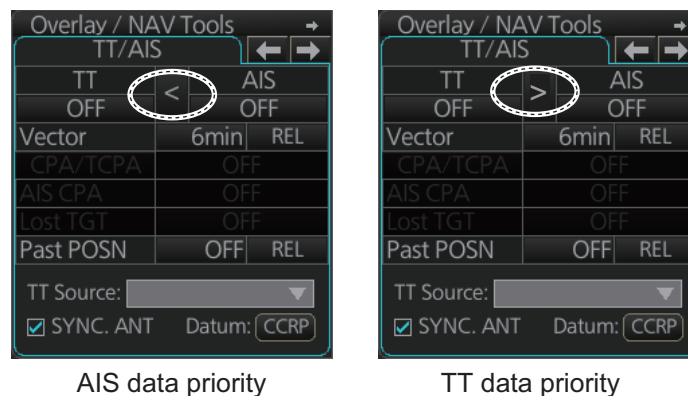 Overlay / NAV Tools →
TT/AIS ← →
TT < AIS
OFF OFF
Vector 6min REL
CPA/TCPA OFF
AIS CPA OFF
Lost TGT OFF
Past POSN OFF REL
TT Source:
SYNC. ANT Datum: CCRP
AIS data priority
Overlay / NAV Tools →
TT/AIS ← →
TT > AIS
OFF OFF
Vector 6min REL
CPA/TCPA OFF
AIS CPA OFF
Lost TGT OFF
Past POSN OFF REL
TT Source:
SYNC. ANT Datum: CCRP
TT data priority